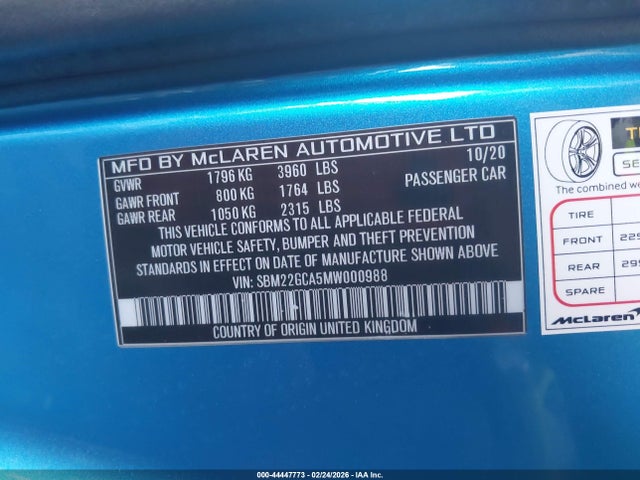 MFD BY McLAREN AUTOMOTIVE LTD
10/20
GVWR 1796 KG 3960 LBS
PASSENGER CAR
GAWR FRONT 800 KG 1764 LBS
GAWR REAR 1050 KG 2315 LBS
THIS VEHICLE CONFORMS TO ALL APPLICABLE FEDERAL
MOTOR VEHICLE SAFETY, BUMPER AND THEFT PREVENTION
STANDARDS IN EFFECT ON DATE OF MANUFACTURE SHOWN ABOVE
VIN: SBM22GCA5MW000988
COUNTRY OF ORIGIN UNITED KINGDOM
The combined
TIRE
FRONT 225
REAR
SPARE
McLaren
000-44447773 - 02/24/2026 - IAA Inc.